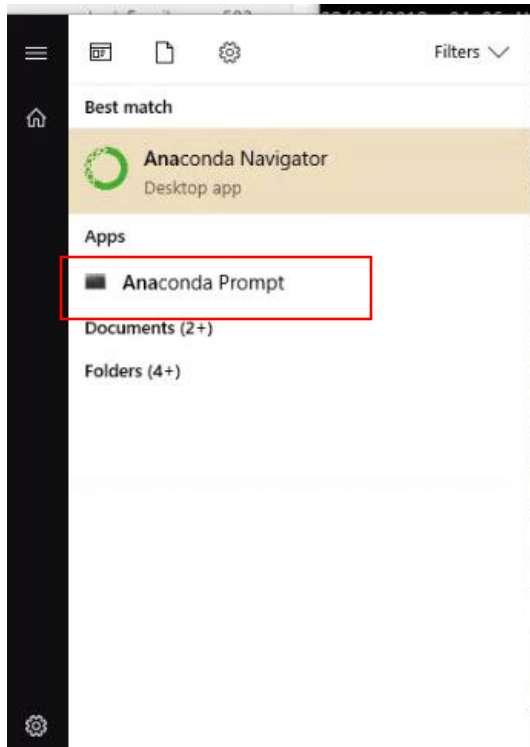 Filters
Best match
Anaconda Navigator
Desktop app
Apps
Anaconda Prompt
Documents (2+)
Folders (4+)